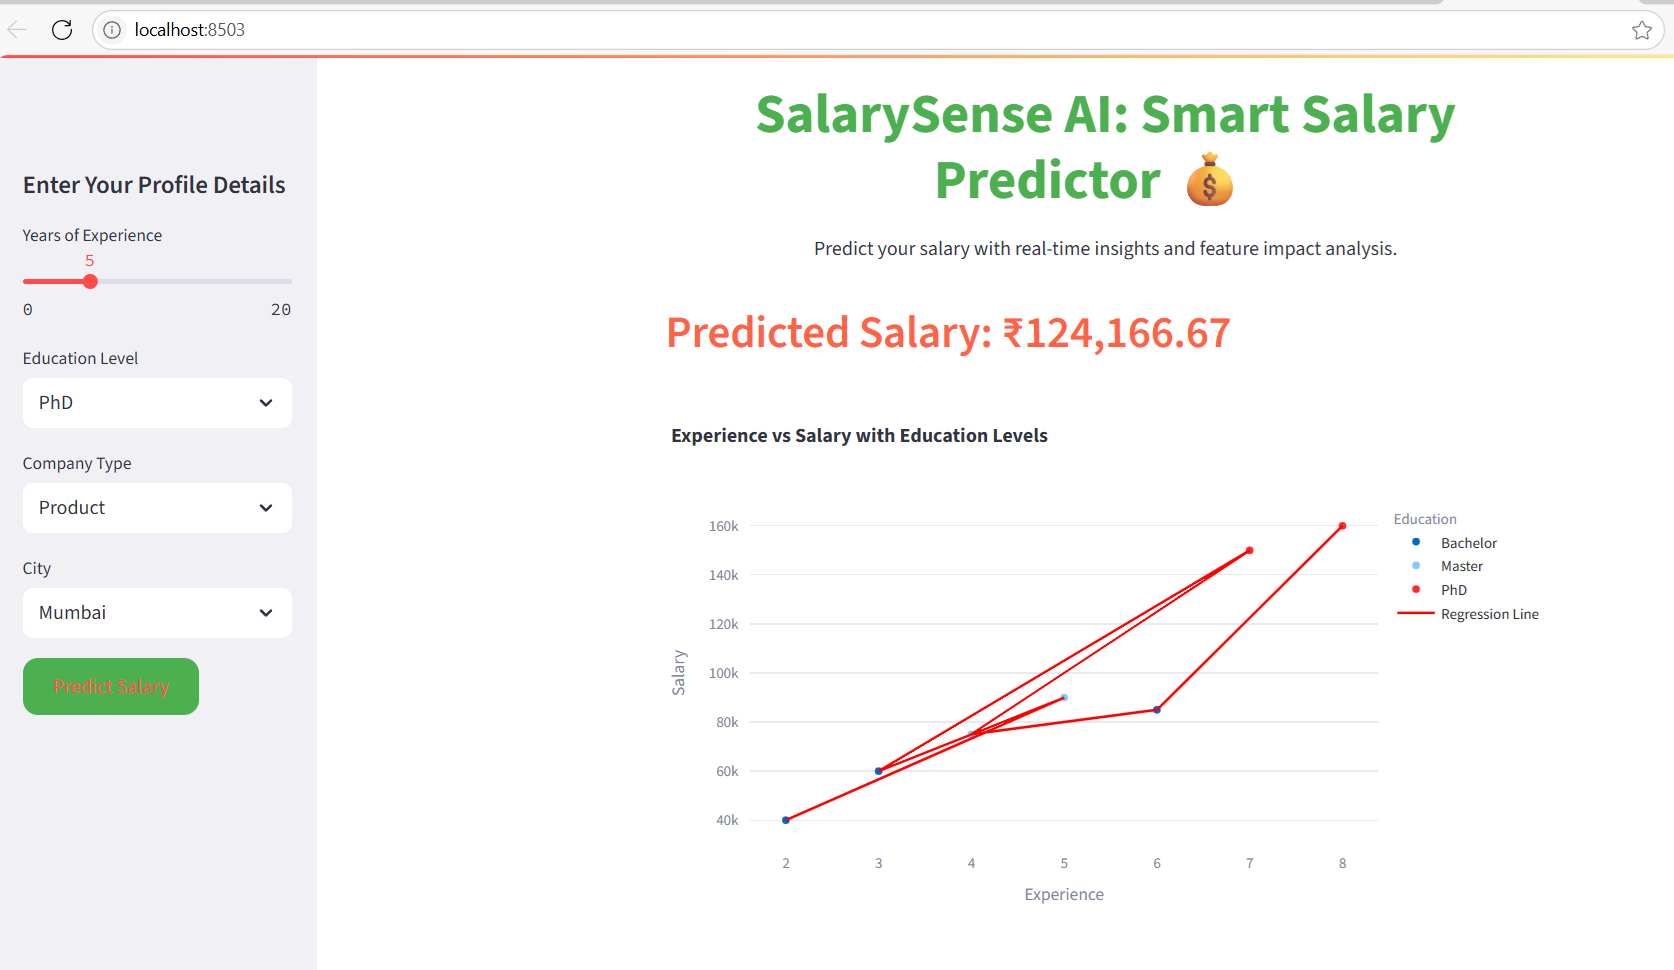 localhost:8503
Enter Your Profile Details
Years of Experience
5
0 20
Education Level
PhD
Company Type
Product
City
Mumbai
Predict Salary
SalarySense AI: Smart Salary
Predictor
Predict your salary with real-time insights and feature impact analysis.
Predicted Salary: ₹124,166.67
Experience vs Salary with Education Levels
Salary
160k
140k
120k
100k
80k
60k
40k
2 3 4 5 6 7 8
Experience
Education
Bachelor
Master
PhD
Regression Line